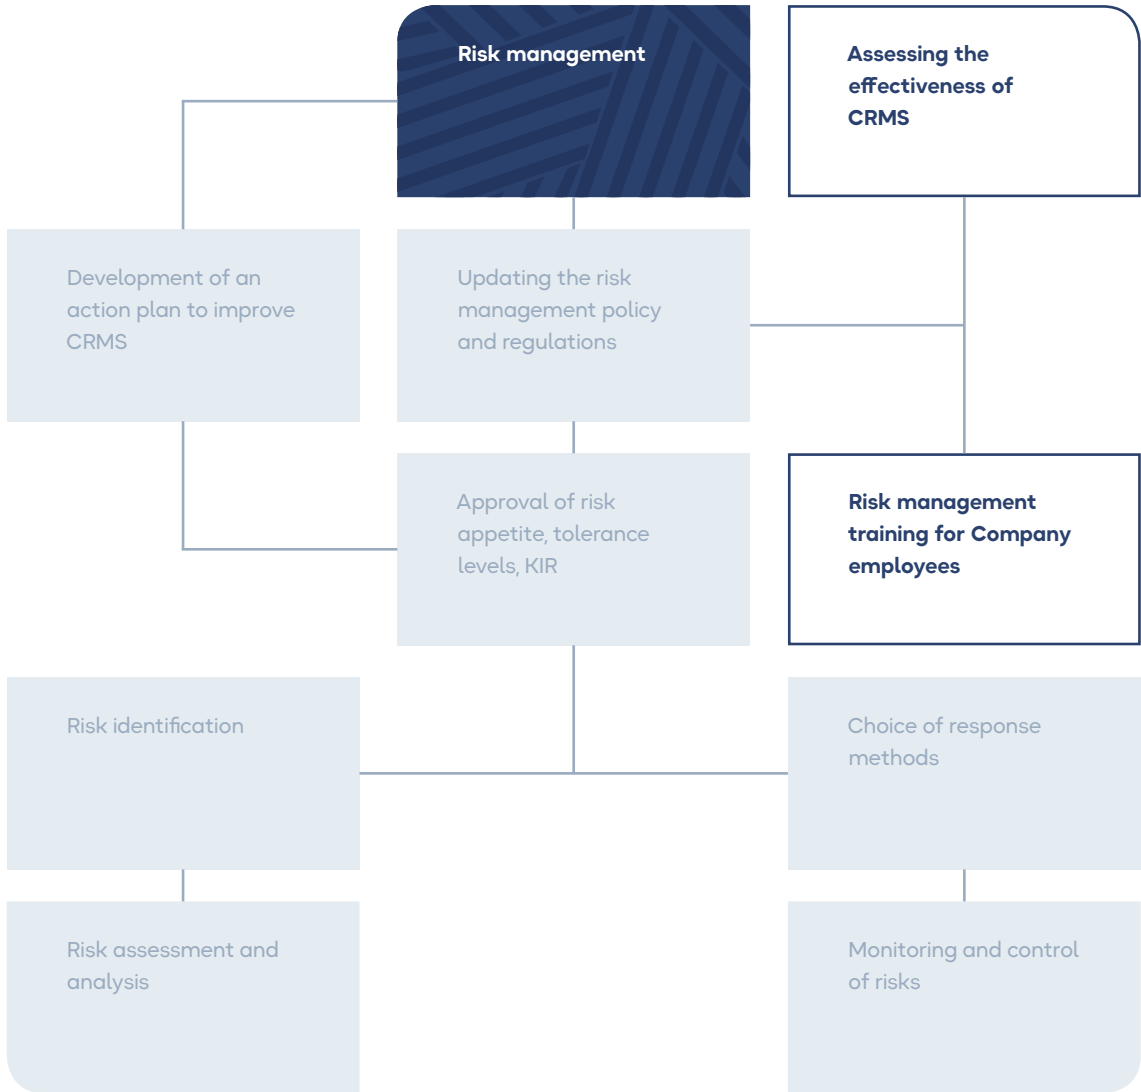 Risk management
Assessing the
effectiveness of
CRMS
Development of an
action plan to improve
CRMS
Updating the risk
management policy
and regulations
Approval of risk
appetite, tolerance
levels, KIR
Risk management
training for Company
employees
Risk identification
Choice of response
methods
Risk assessment and
analysis
Monitoring and control
of risks